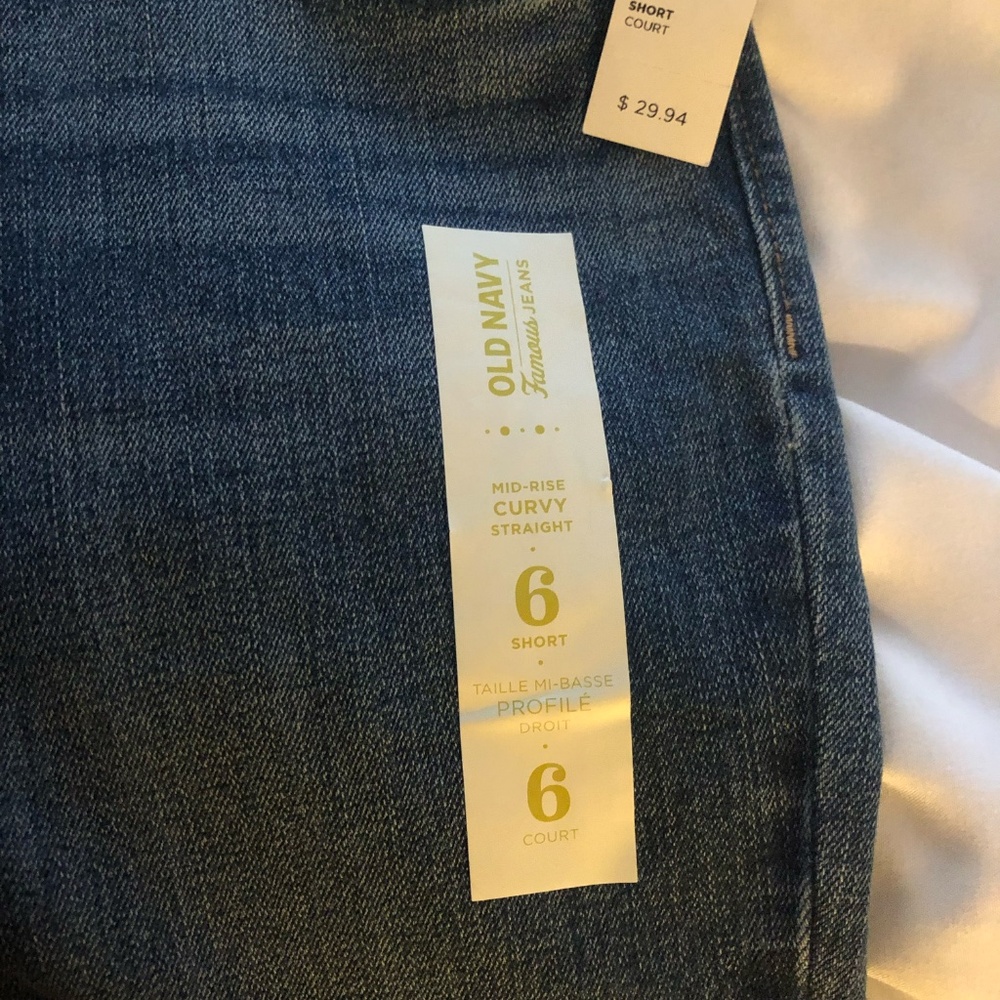 SHORT
COURT
$ 29.94
OLD NAVY
Famous JEANS
MID-RISE
CURVY
STRAIGHT
6
SHORT
TAILLE MI-BASSE
PROFILÉ
DROIT
6
COURT